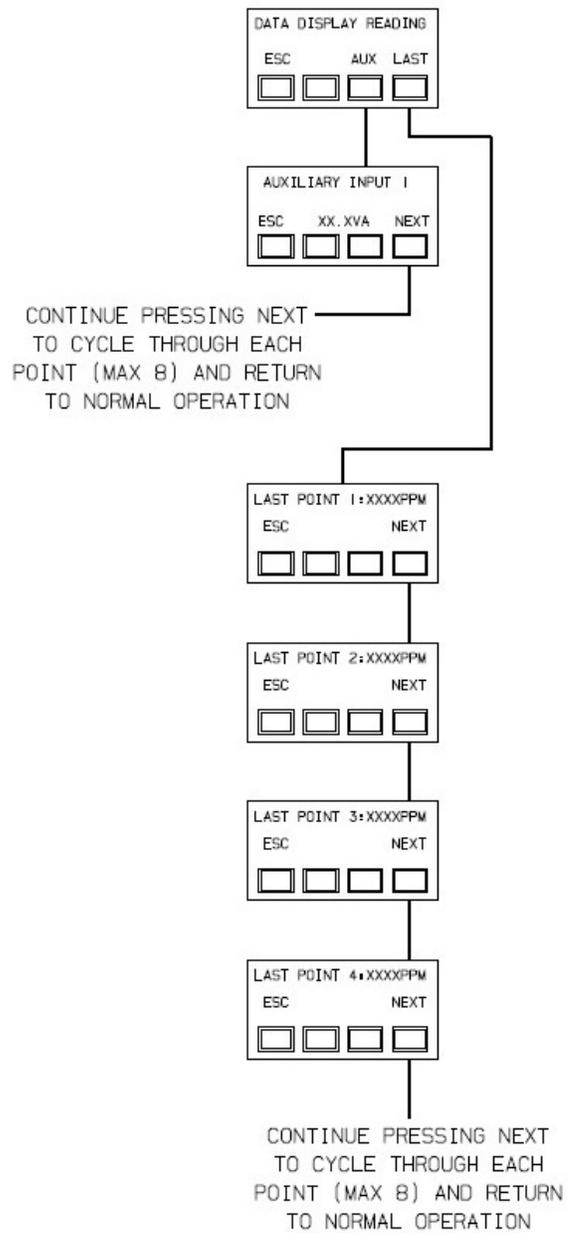 DATA DISPLAY READING
ESC AUX LAST
AUXILIARY INPUT 1
ESC XX.XVA NEXT
CONTINUE PRESSING NEXT
TO CYCLE THROUGH EACH
POINT (MAX 8) AND RETURN
TO NORMAL OPERATION
LAST POINT 1:XXXXPPM
ESC NEXT
LAST POINT 2:XXXXPPM
ESC NEXT
LAST POINT 3:XXXXPPM
ESC NEXT
LAST POINT 4:XXXXPPM
ESC NEXT
CONTINUE PRESSING NEXT
TO CYCLE THROUGH EACH
POINT (MAX 8) AND RETURN
TO NORMAL OPERATION